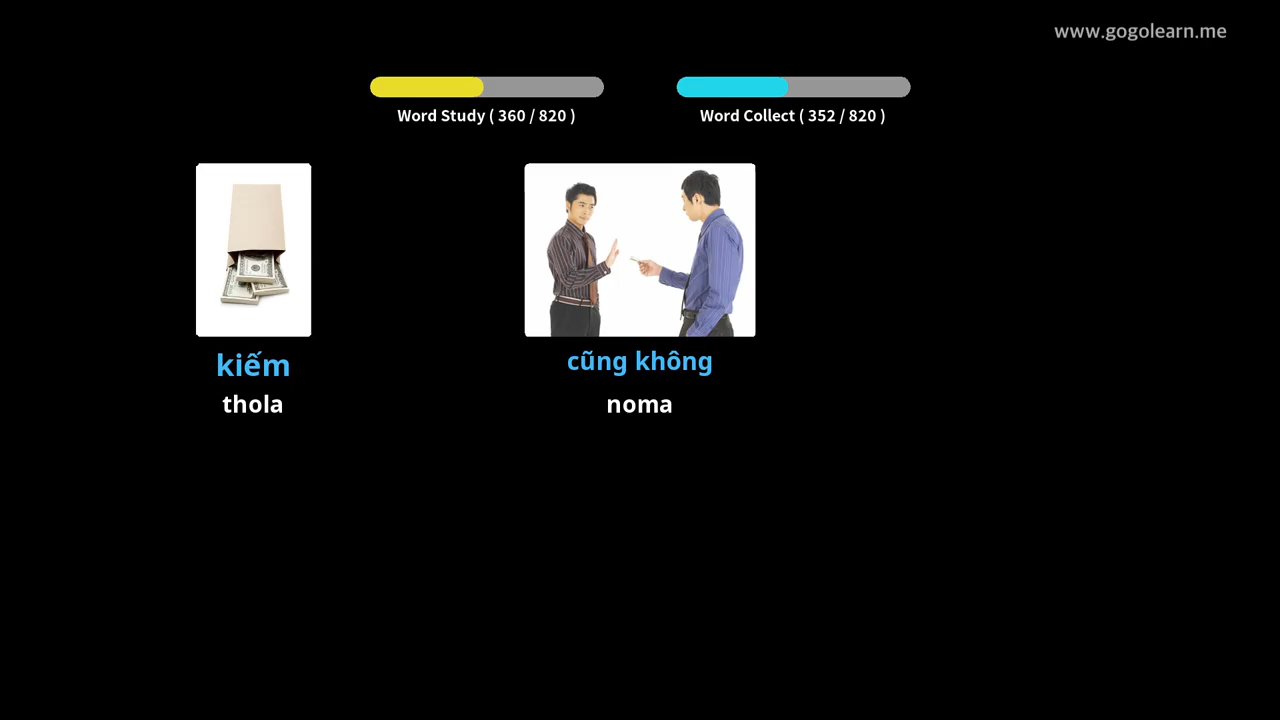 www.gogolearn.me
Word Study ( 360 / 820 )
Word Collect ( 352 / 820 )
kiếm
thola
cũng không
noma